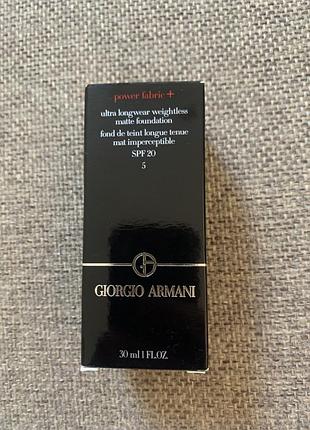 power fabric +
ultra longwear weightless
matte foundation
fond de teint longue tenue
mat imperceptible
SPF 20
5
GIORGIO ARMANI
30 ml 1 FL.OZ.